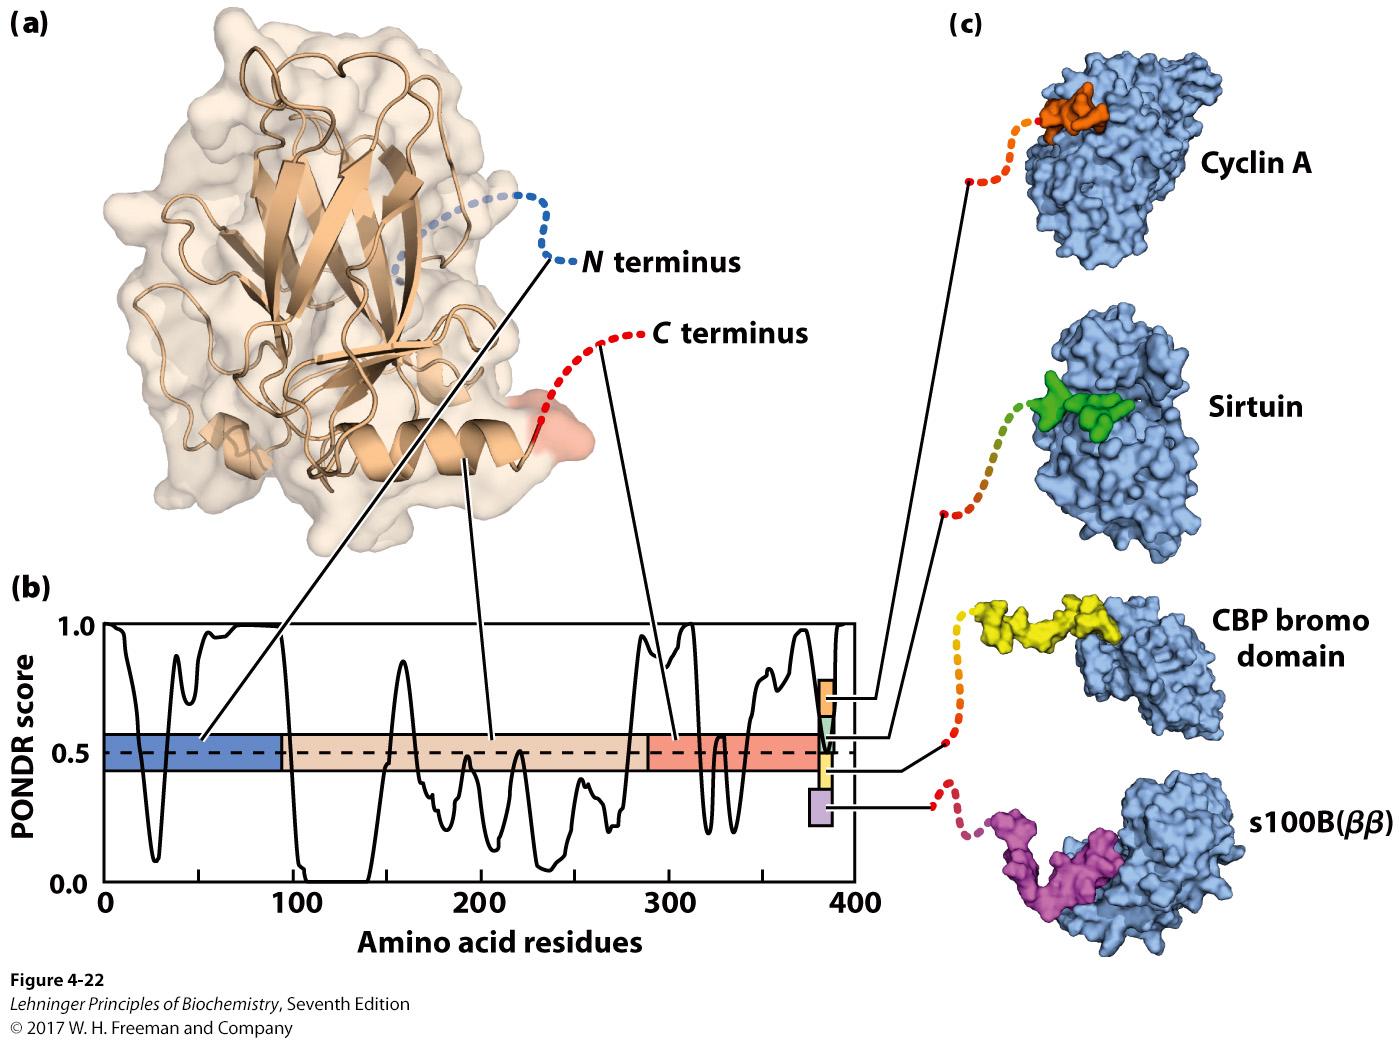 (a)
N terminus
C terminus
(b)
1.0
0.5
0.0
PONDR score
0
100
200
300
400
Amino acid residues
(c)
Cyclin A
Sirtuin
CBP bromo
domain
s100B(ββ)
Figure 4-22
Lehninger Principles of Biochemistry, Seventh Edition
© 2017 W. H. Freeman and Company